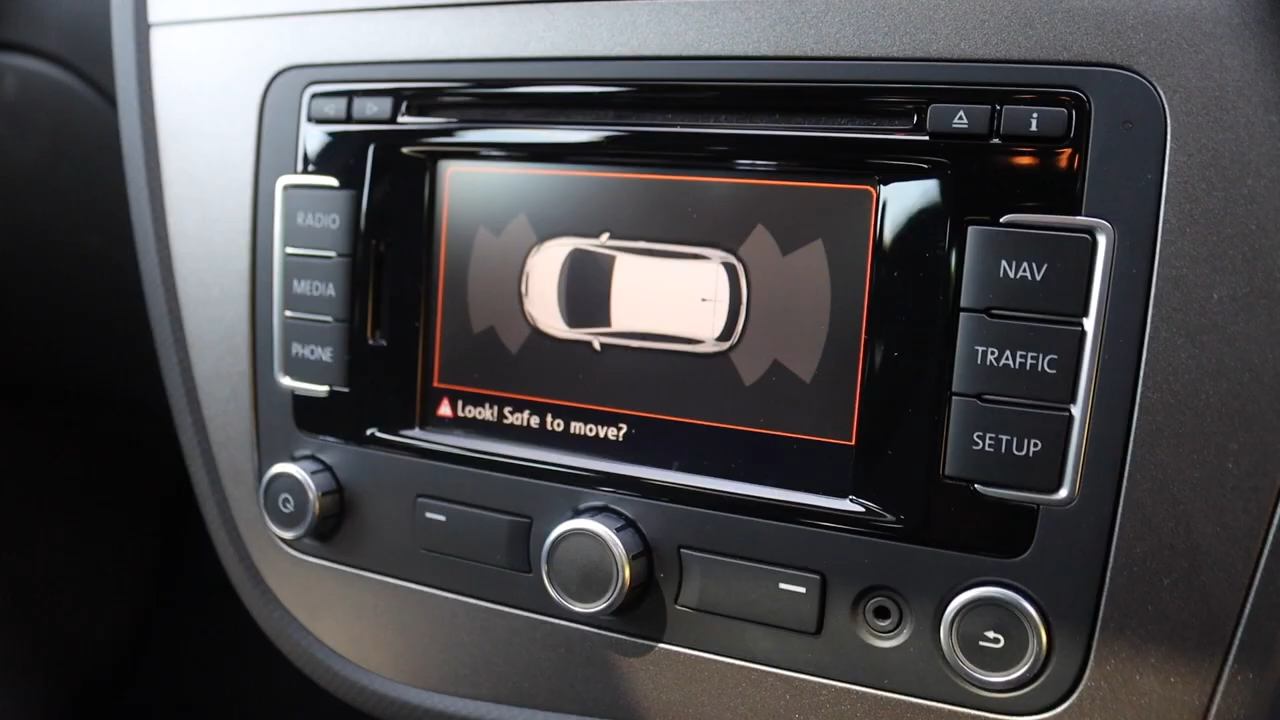 i
RADIO
MEDIA
PHONE
NAV
TRAFFIC
SETUP
Look! Safe to move?